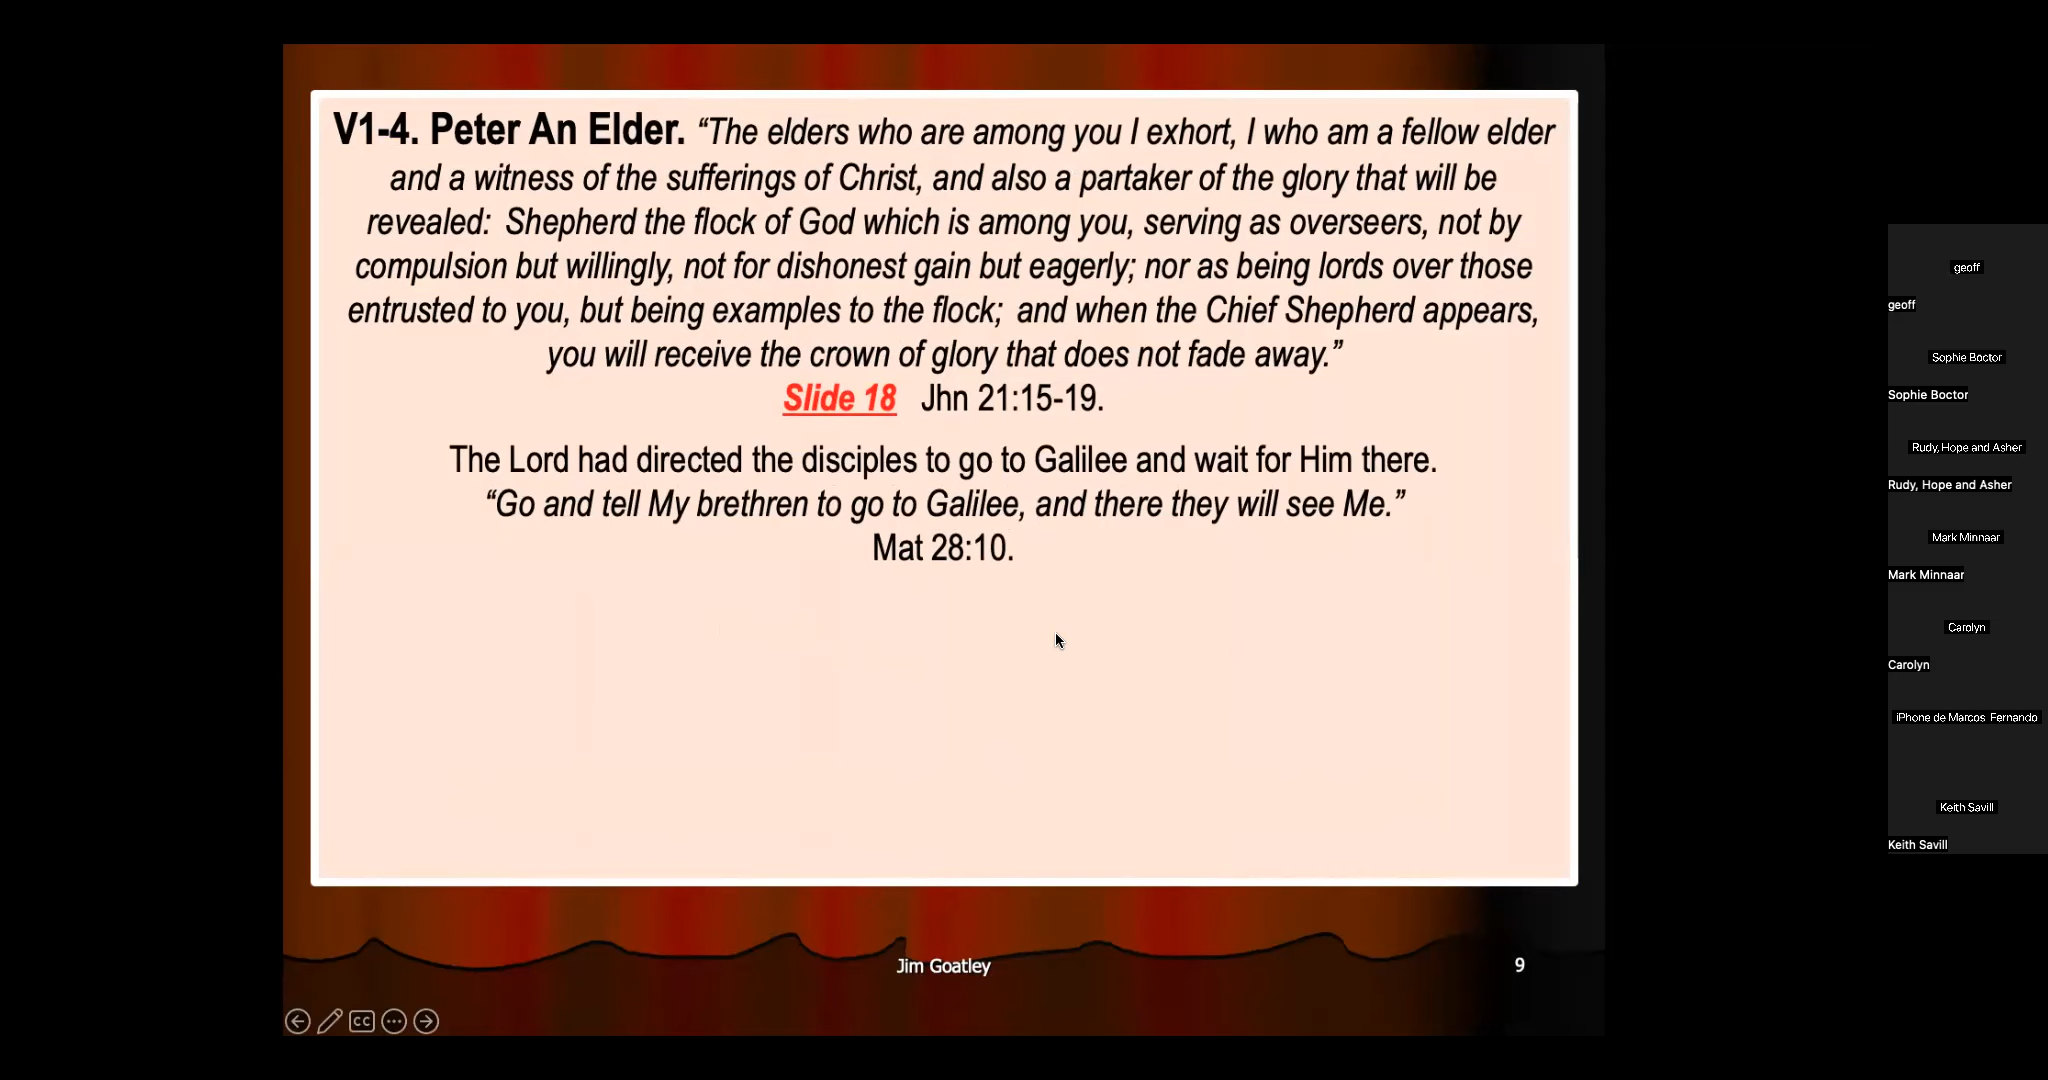 V1-4. Peter An Elder. “The elders who are among you I exhort, I who am a fellow elder
and a witness of the sufferings of Christ, and also a partaker of the glory that will be
revealed: Shepherd the flock of God which is among you, serving as overseers, not by
compulsion but willingly, not for dishonest gain but eagerly; nor as being lords over those
entrusted to you, but being examples to the flock; and when the Chief Shepherd appears,
you will receive the crown of glory that does not fade away.”
Slide 18 Jhn 21:15-19.
The Lord had directed the disciples to go to Galilee and wait for Him there.
“Go and tell My brethren to go to Galilee, and there they will see Me.”
Mat 28:10.
Jim Goatley
9
CC
geoff
geoff
Sophie Boctor
Sophie Boctor
Rudy, Hope and Asher
Rudy, Hope and Asher
Mark Minnaar
Mark Minnaar
Carolyn
Carolyn
iPhone de Marcos Fernando
Keith Savill
Keith Savill